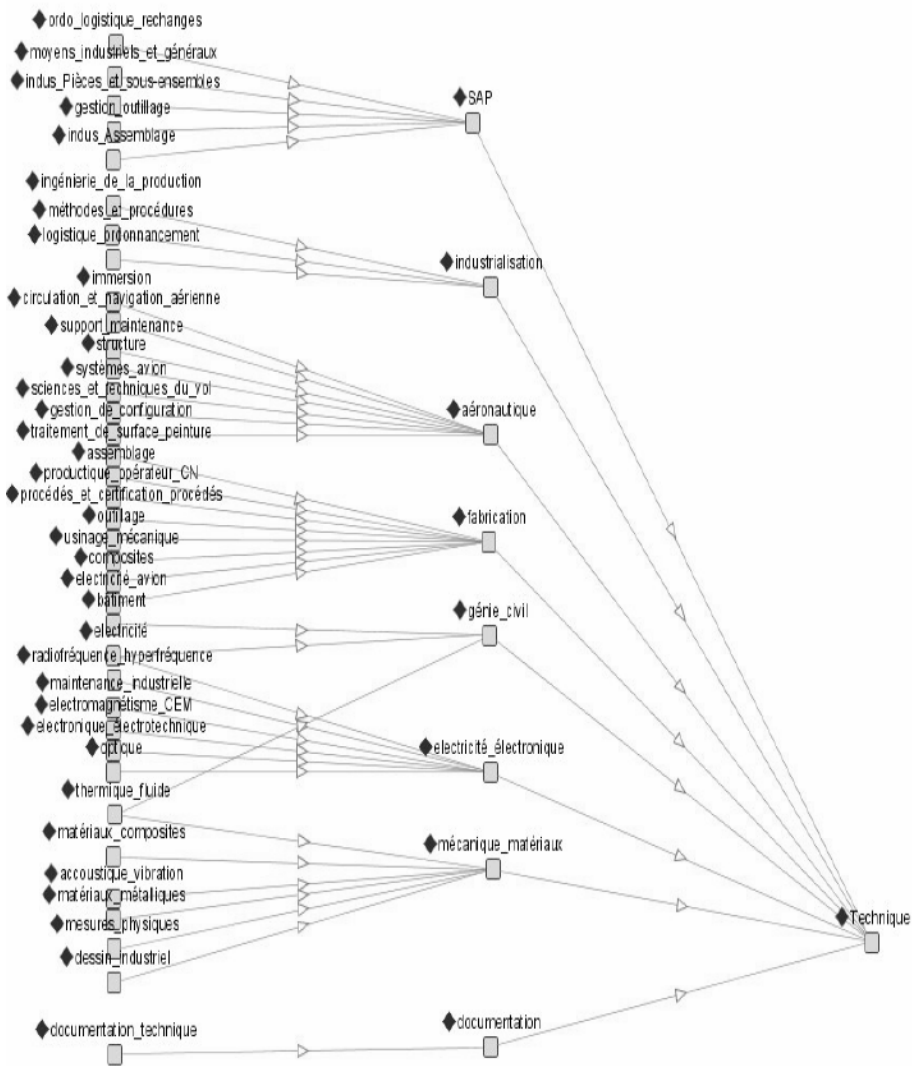 ordo_logistique_rechanges
moyens_industriels_et_généraux
indus_Pièces_et_sous-ensembles
gestion_outillage
indus_Assemblage
SAP
ingénierie_de_la_production
méthodes_et_procédures
logistique_ordonnancement
industrialisation
immersion
circulation_et_navigation_aérienne
support_maintenance
structure
systèmes_avion
sciences_et_techniques_du_vol
gestion_de_configuration
traitement_de_surface_peinture
aéronautique
assemblage
productique_opérateur_CN
procédés_et_certification_procédés
outillage
usinage_mécanique
composites
electricité_avion
fabrication
bâtiment
electricité
génie_civil
radiofréquence_hyperfréquence
maintenance_industrielle
electromagnétisme_CEM
electronique_électrotechnique
optique
electricité_électronique
thermique_fluide
matériaux_composites
accoustique_vibration
matériaux_métalliques
mesures_physiques
dessin_industriel
mécanique_matériaux
Technique
documentation_technique
documentation